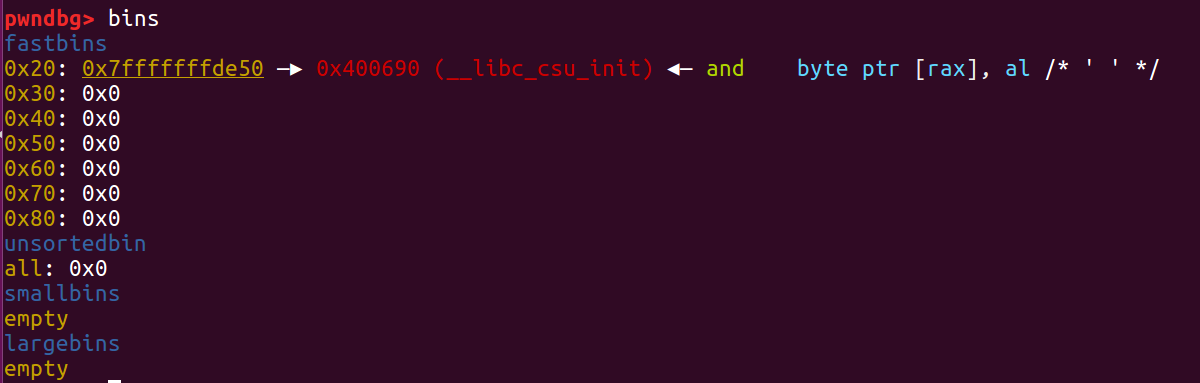 pwndbg> bins
fastbins
0x20: 0x7fffffffde50 —▸ 0x400690 (__libc_csu_init) ◂— and    byte ptr [rax], al /* ' ' */
0x30: 0x0
0x40: 0x0
0x50: 0x0
0x60: 0x0
0x70: 0x0
0x80: 0x0
unsortedbin
all: 0x0
smallbins
empty
largebins
empty